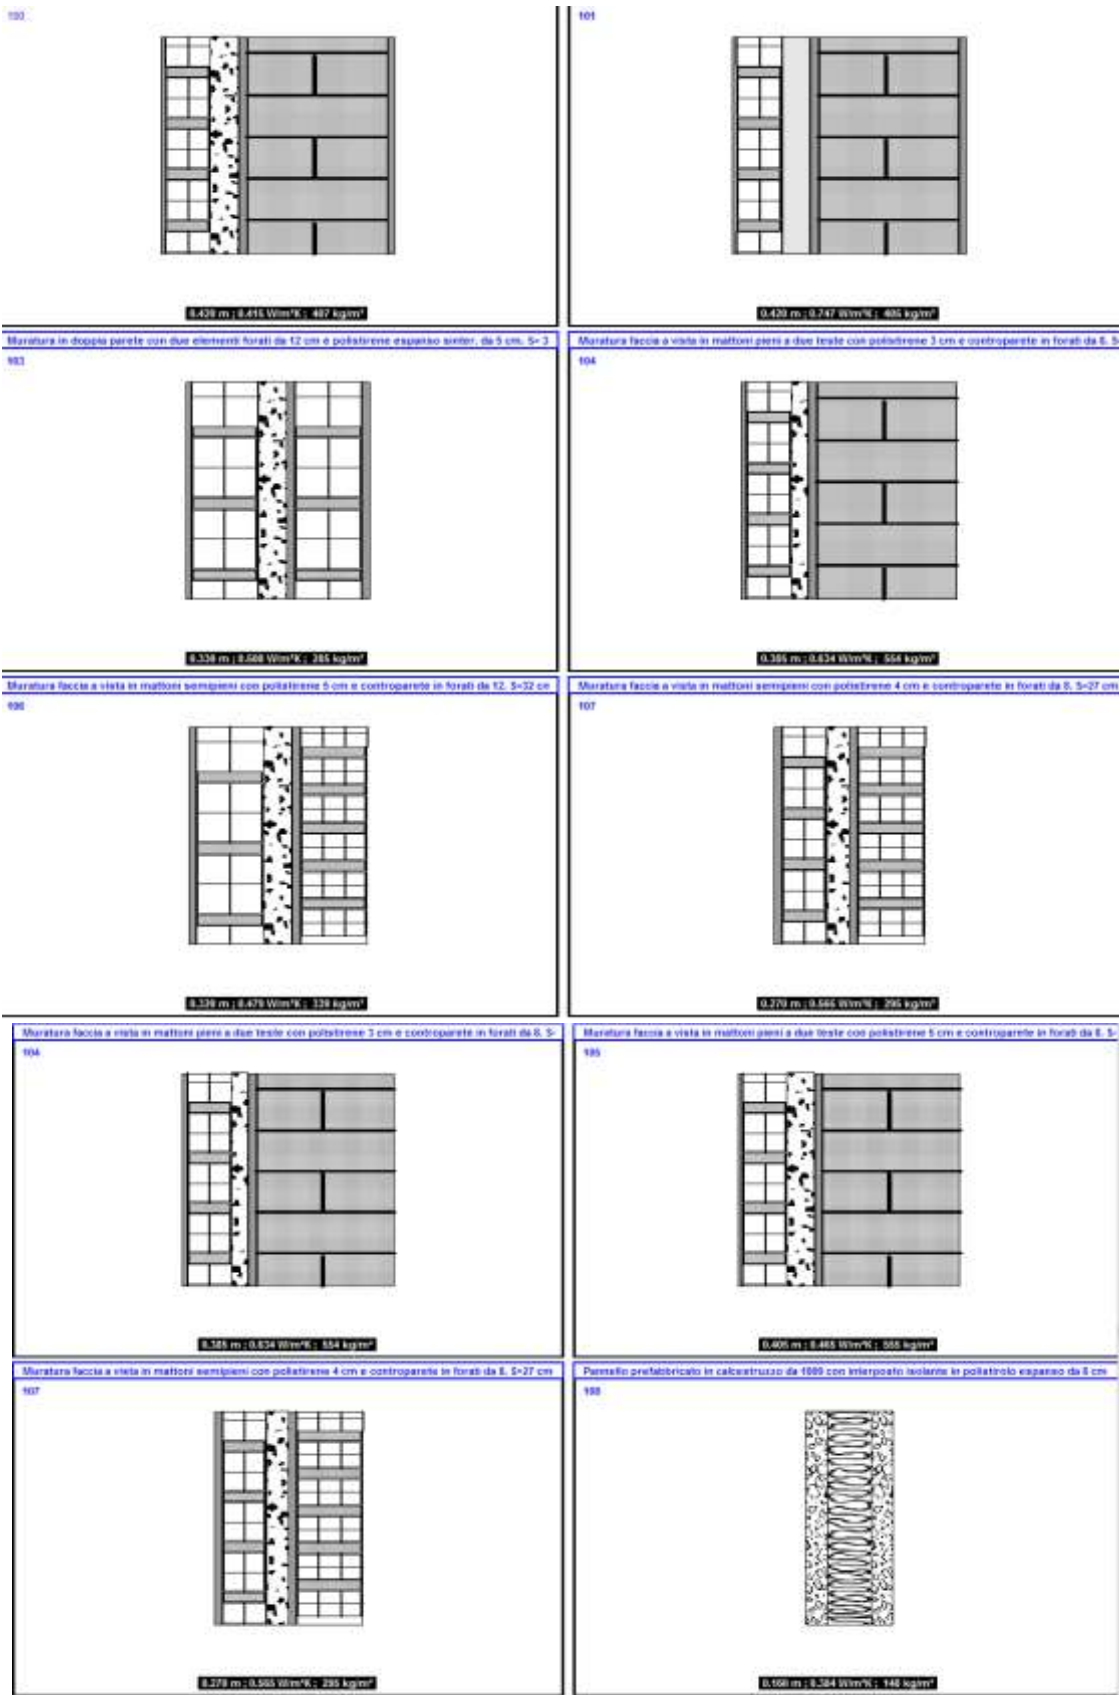 100
101
0.420 m ; 0.415 W/m²K ; 407 kg/m²
0.420 m ; 0.747 W/m²K ; 405 kg/m²
Muratura in doppia parete con due elementi forati da 12 cm e polistirene espanso sinter. da 5 cm. S= 3
Muratura faccia a vista in mattoni pieni a due teste con polistirene 3 cm e controparete in forati da 8. S-
103
104
0.330 m ; W/m²K ; kg/m²
0.385 m ; 0.634 W/m²K ; 554 kg/m²
Muratura faccia a vista in mattoni semipieni con polistirene 5 cm e controparete in forati da 12. S=32 cm
Muratura faccia a vista in mattoni semipieni con polistirene 4 cm e controparete in forati da 8. S=27 cm
106
107
0.479 W/m²K ; kg/m²
0.270 m ; 0.565 W/m²K ; 295 kg/m²
Muratura faccia a vista in mattoni pieni a due teste con polistirene 3 cm e controparete in forati da 8. S-
Muratura faccia a vista in mattoni pieni a due teste con polistirene 5 cm e controparete in forati da 8. S-
104
105
0.385 m ; 0.634 W/m²K ; 554 kg/m²
0.405 m ; 0.465 W/m²K ; 555 kg/m²
Muratura faccia a vista in mattoni semipieni con polistirene 4 cm e controparete in forati da 8. S=27 cm
Pannello prefabbricato in calcestruzzo da con interposto isolante in polistirolo espanso da 8 cm
107
108
0.270 m ; 0.565 W/m²K ; 295 kg/m²
0.160 m ; 0.384 W/m²K ; 140 kg/m²